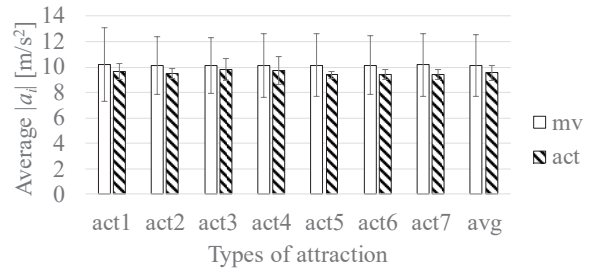 Average |aᵢ| [m/s²]
14
12
10
8
6
4
2
0
act1 act2 act3 act4 act5 act6 act7 avg
Types of attraction
mv
act